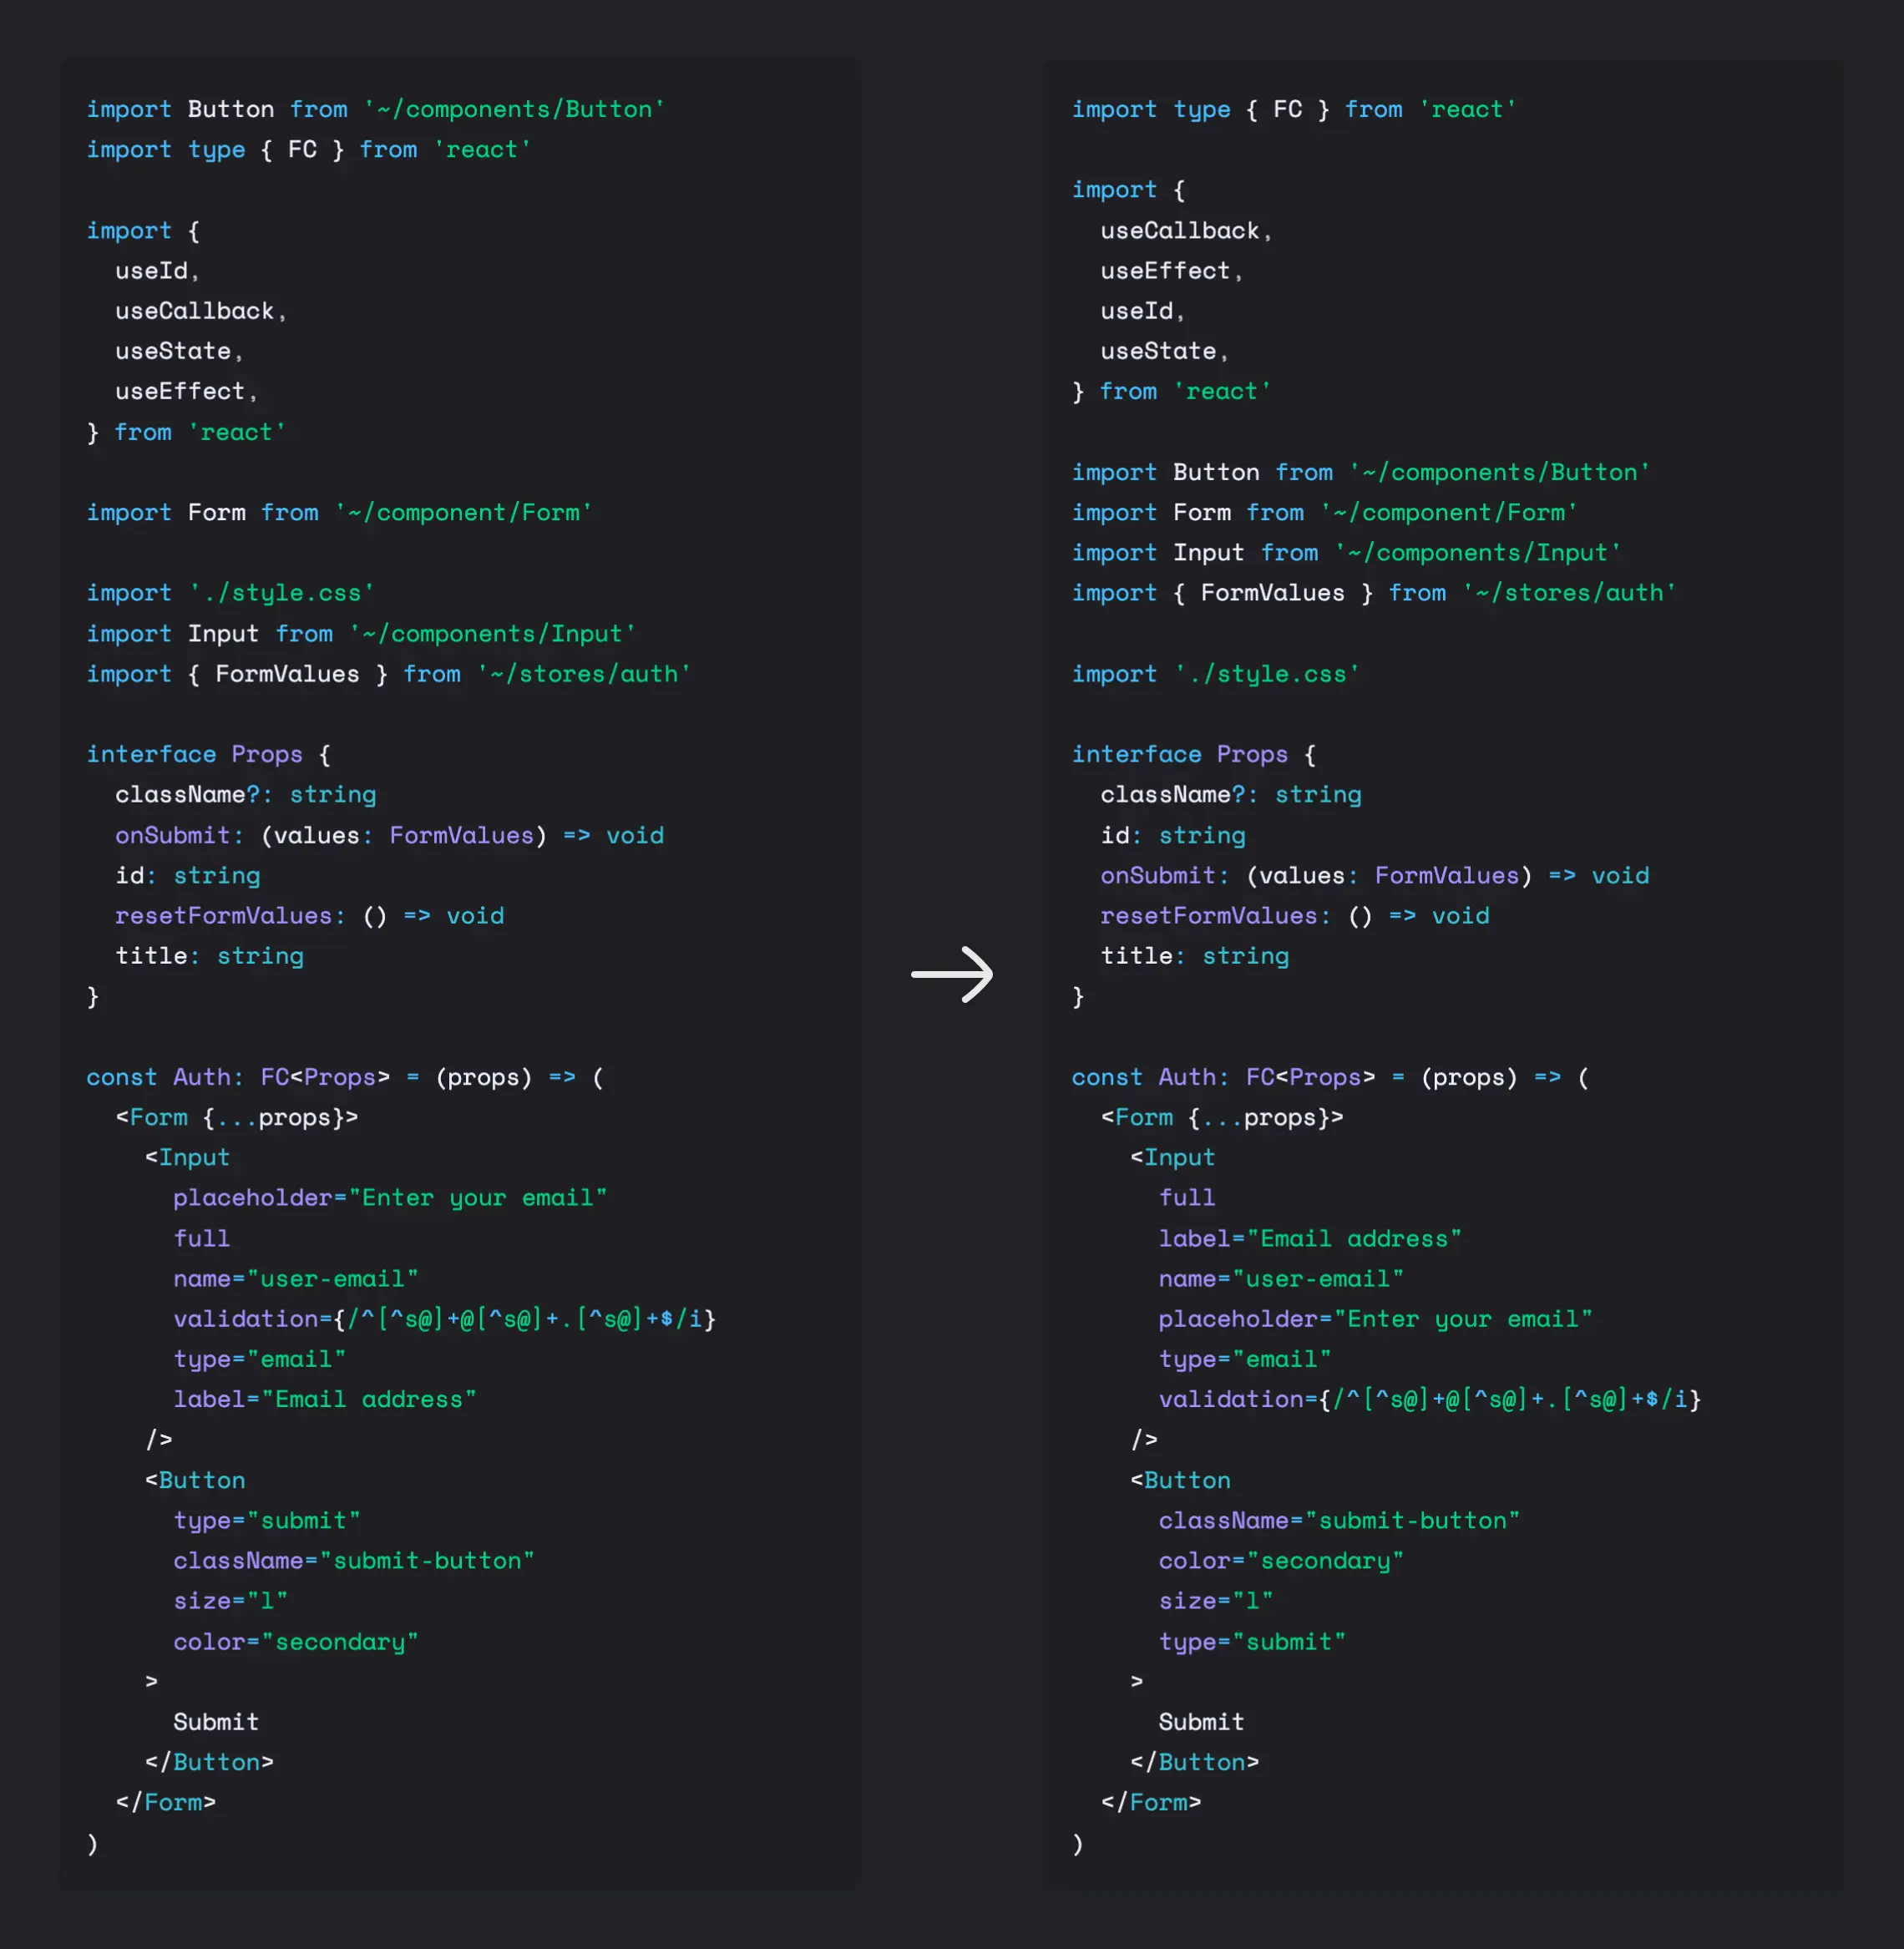 import Button from '~/components/Button'
import type { FC } from 'react'
import {
useId,
useCallback,
useState,
useEffect,
} from 'react'
import Form from '~/component/Form'
import './style.css'
import Input from '~/components/Input'
import { FormValues } from '~/stores/auth'
interface Props {
className?: string
onSubmit: (values: FormValues) => void
id: string
resetFormValues: () => void
title: string
}
const Auth: FC<Props> = (props) => (
<Form {...props}>
<Input
placeholder="Enter your email"
full
name="user-email"
validation={/^[^s@]+@[^s@]+.[^s@]+$/i}
type="email"
label="Email address"
/>
<Button
type="submit"
className="submit-button"
size="l"
color="secondary"
>
Submit
</Button>
</Form>
)
import type { FC } from 'react'
import {
useCallback,
useEffect,
useId,
useState,
} from 'react'
import Button from '~/components/Button'
import Form from '~/component/Form'
import Input from '~/components/Input'
import { FormValues } from '~/stores/auth'
import './style.css'
interface Props {
className?: string
id: string
onSubmit: (values: FormValues) => void
resetFormValues: () => void
title: string
}
const Auth: FC<Props> = (props) => (
<Form {...props}>
<Input
full
label="Email address"
name="user-email"
placeholder="Enter your email"
type="email"
validation={/^[^s@]+@[^s@]+.[^s@]+$/i}
/>
<Button
className="submit-button"
color="secondary"
size="l"
type="submit"
>
Submit
</Button>
</Form>
)